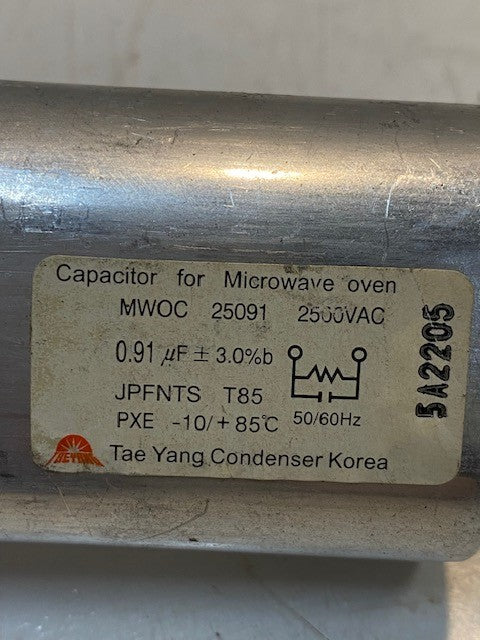 Capacitor for Microwave oven
MWOC 25091 2500VAC
0.91 µF ± 3.0%b
JPFNTS T85
50/60Hz
PXE -10/+85℃
Tae Yang Condenser Korea
5A2205